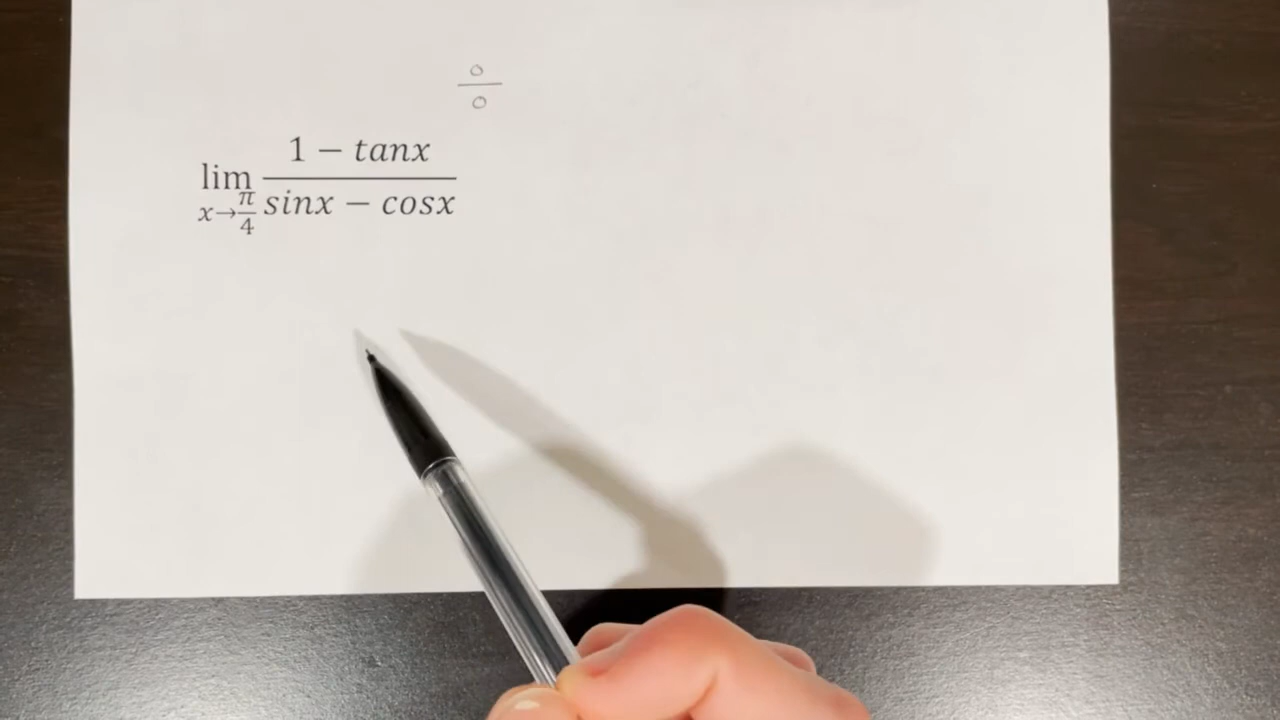 0
0
1 − tanx
lim
x→π/4
sinx − cosx